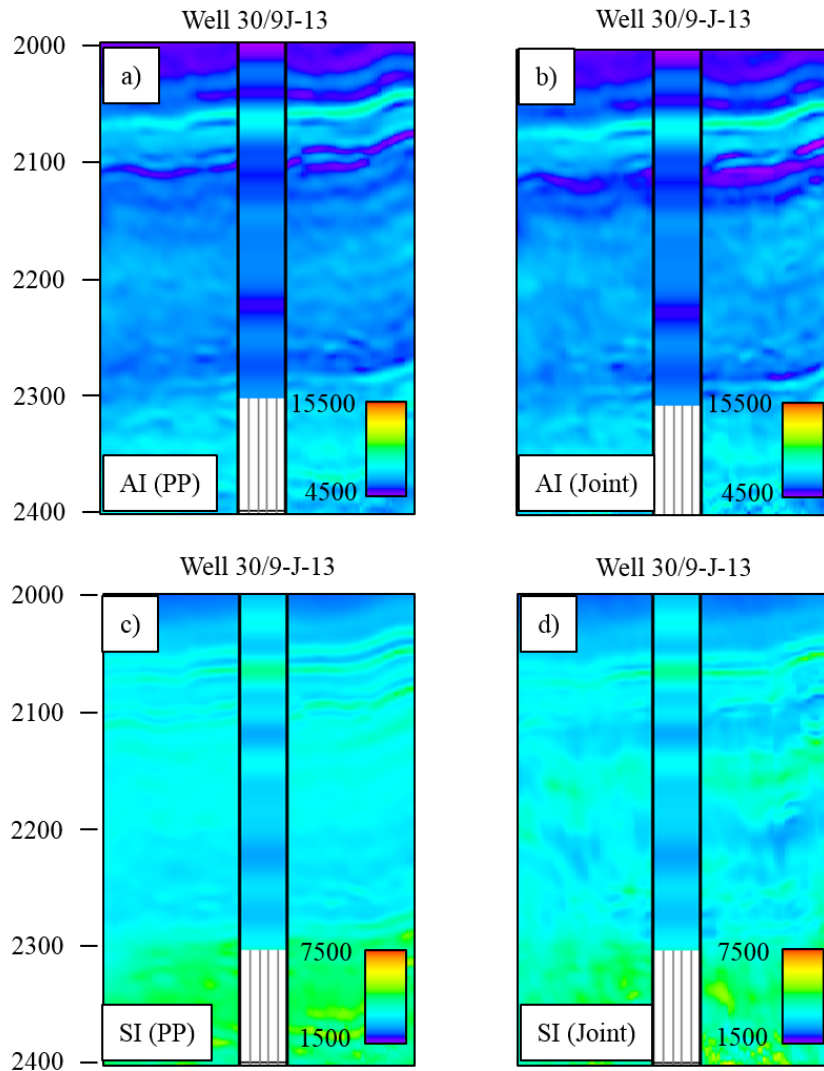 Well 30/9J-13
Well 30/9-J-13
2000
a)
b)
2100
2200
2300
15500
15500
AI (PP)
4500
AI (Joint)
4500
2400
Well 30/9-J-13
Well 30/9-J-13
2000
c)
d)
2100
2200
2300
7500
7500
SI (PP)
1500
SI (Joint)
1500
2400